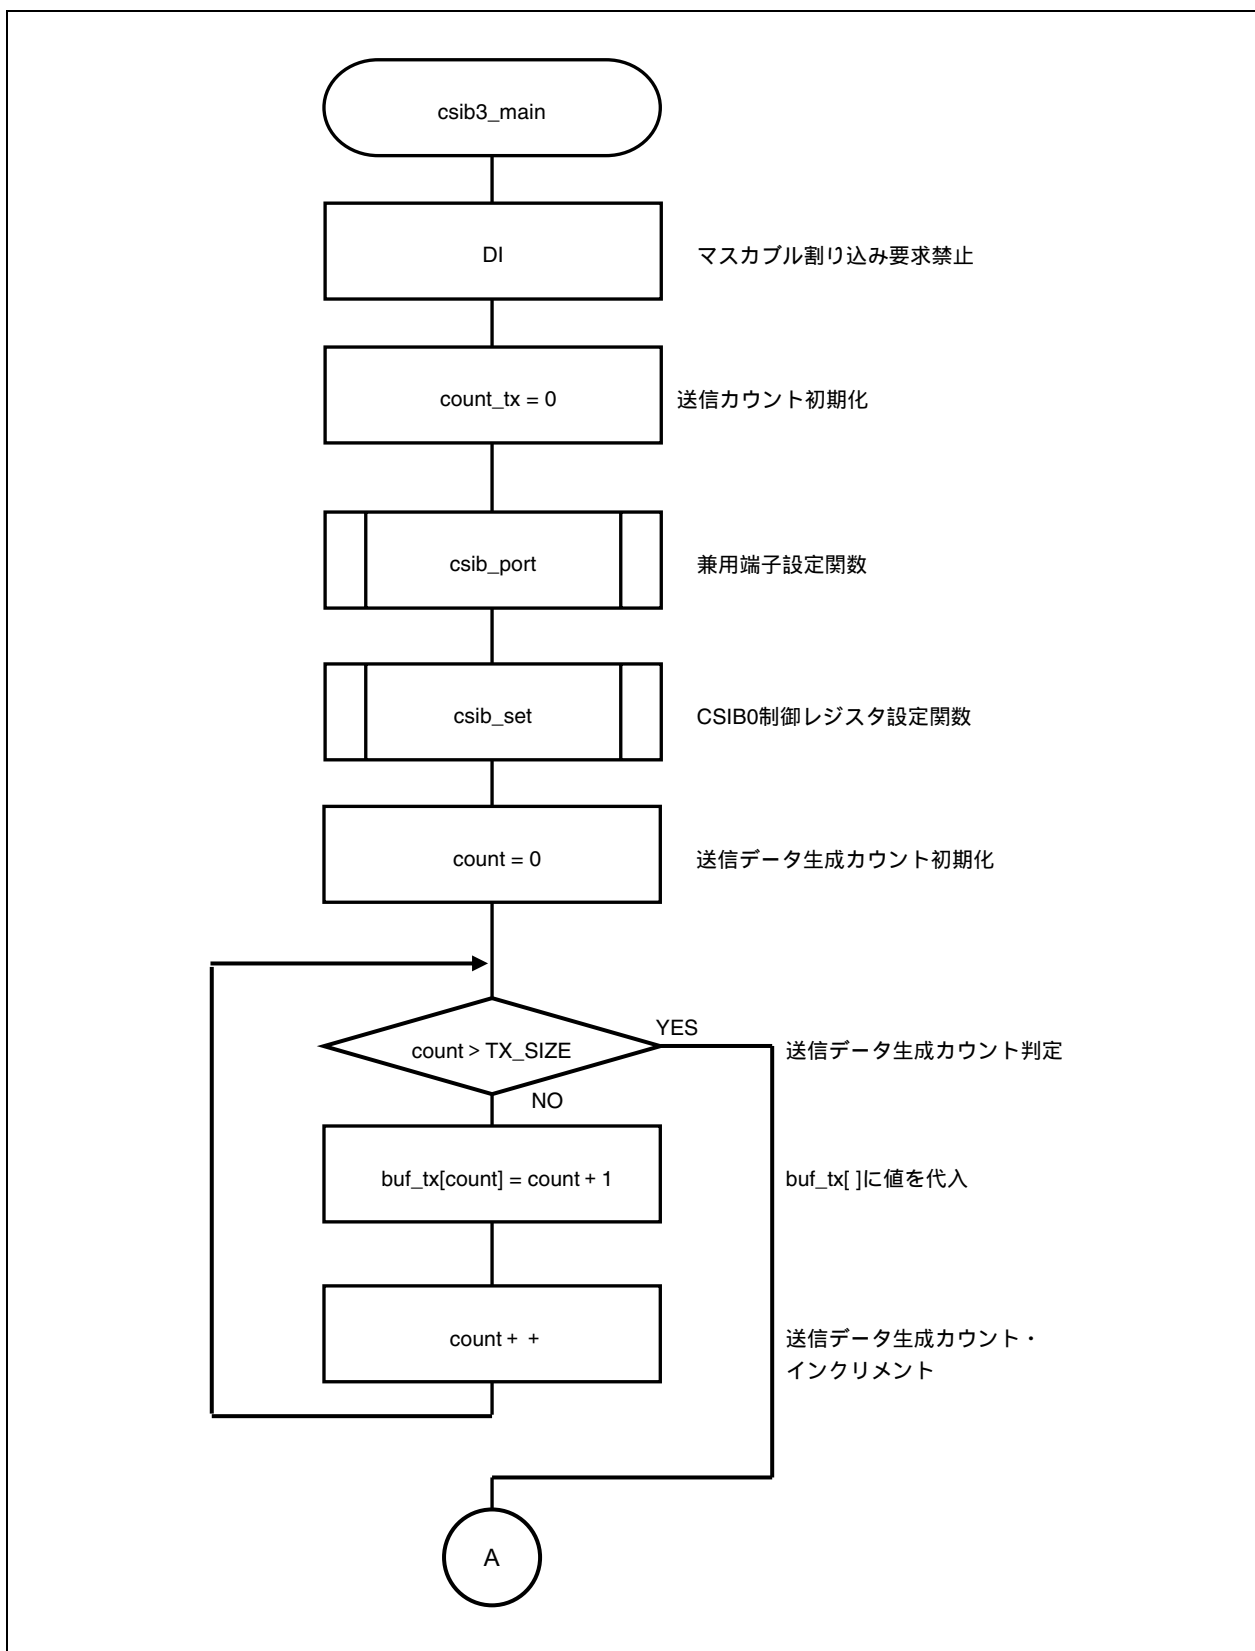 csib3_main
DI
マスカブル割り込み要求禁止
count_tx = 0
送信カウント初期化
csib_port
兼用端子設定関数
csib_set
CSIB0制御レジスタ設定関数
count = 0
送信データ生成カウント初期化
YES
count > TX_SIZE
送信データ生成カウント判定
NO
buf_tx[count] = count + 1
buf_tx[ ]に値を代入
count + +
送信データ生成カウント・
インクリメント
A